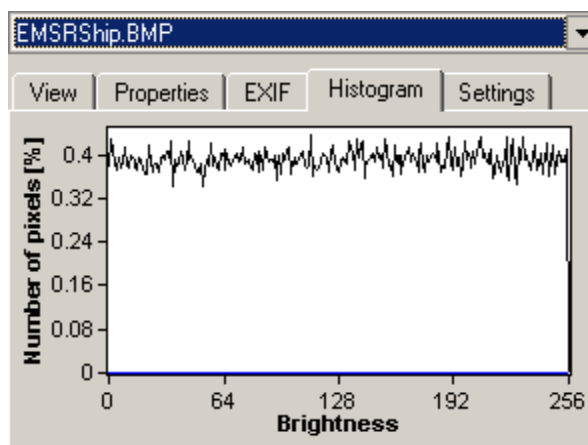 EMSRShip.BMP
View Properties EXIF Histogram Settings
Number of pixels [%]
0.4
0.32
0.24
0.16
0.08
0
0 64 128 192 256
Brightness